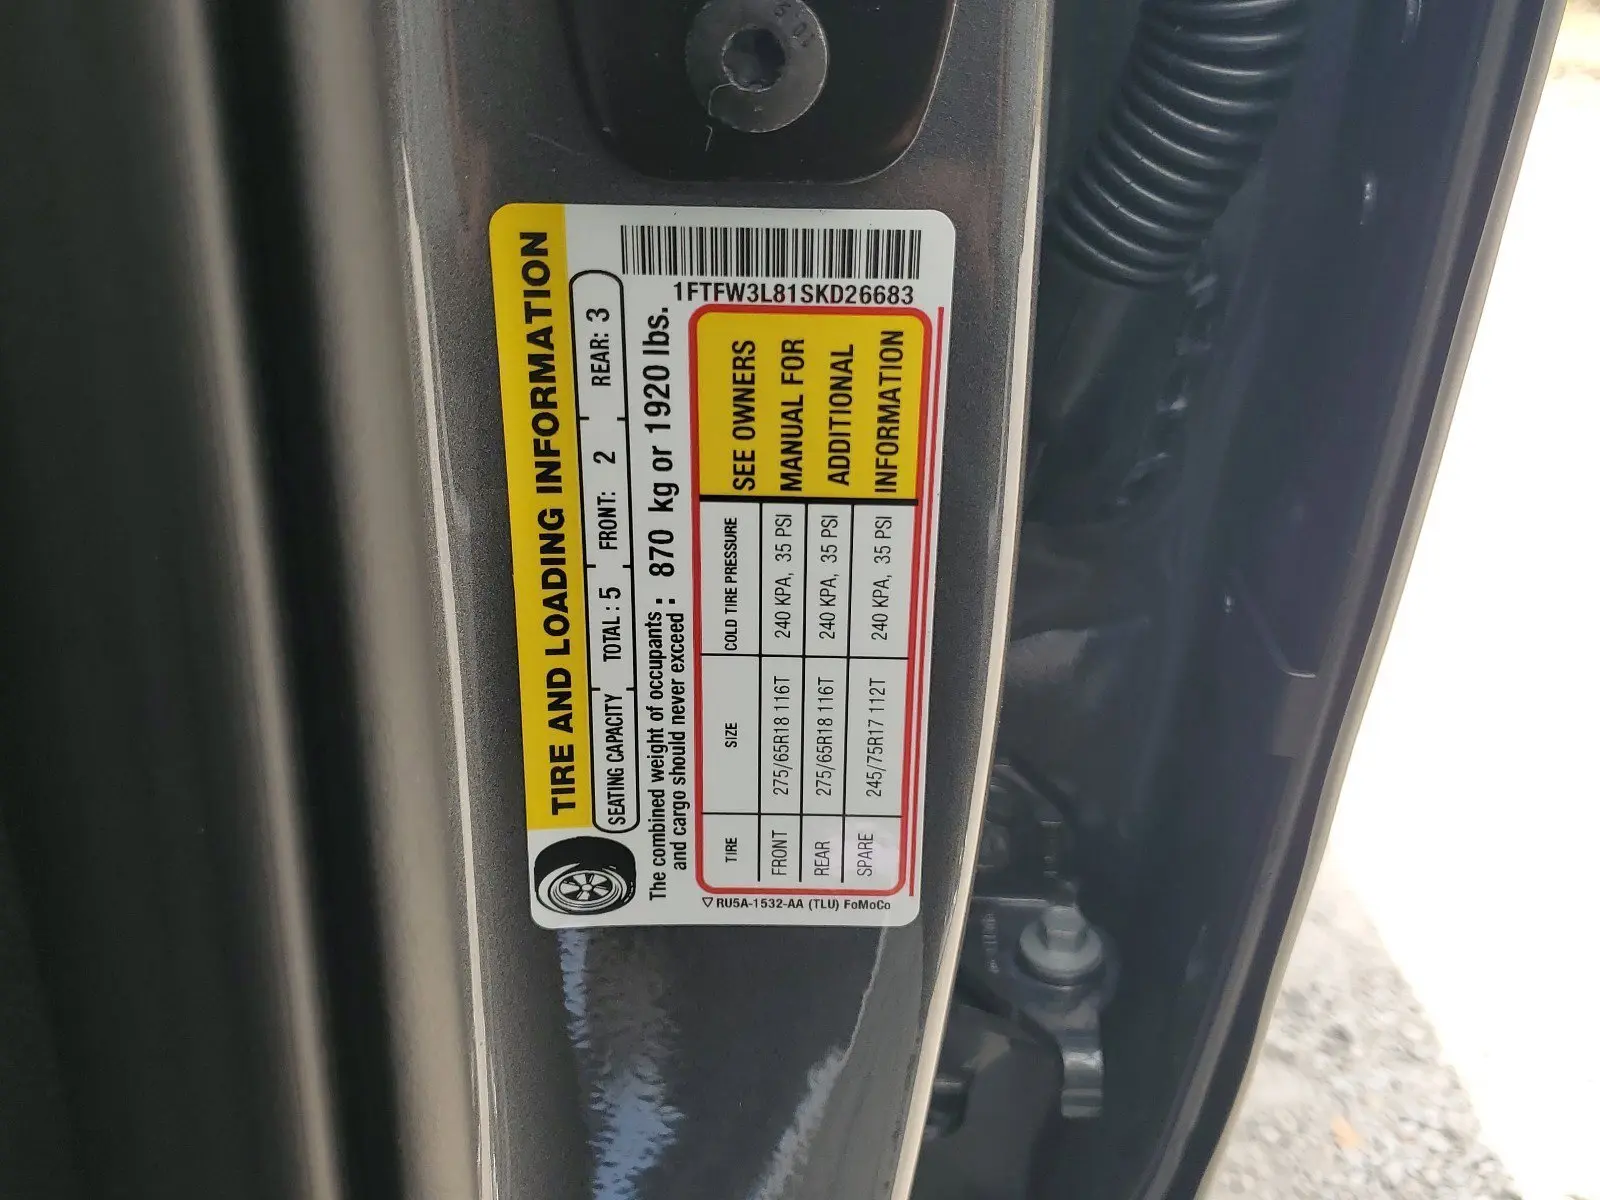 TIRE AND LOADING INFORMATION
SEATING CAPACITY TOTAL : 5 FRONT: 2 REAR: 3
The combined weight of occupants and cargo should never exceed : 870 kg or 1920 lbs.
1FTFW3L81SKD26683
TIRE SIZE COLD TIRE PRESSURE
FRONT 275/65R18 116T 240 KPA, 35 PSI
REAR 275/65R18 116T 240 KPA, 35 PSI
SPARE 245/75R17 112T 240 KPA, 35 PSI
SEE OWNERS
MANUAL FOR
ADDITIONAL
INFORMATION
RU5A-1532-AA (TLU) FoMoCo
10.9